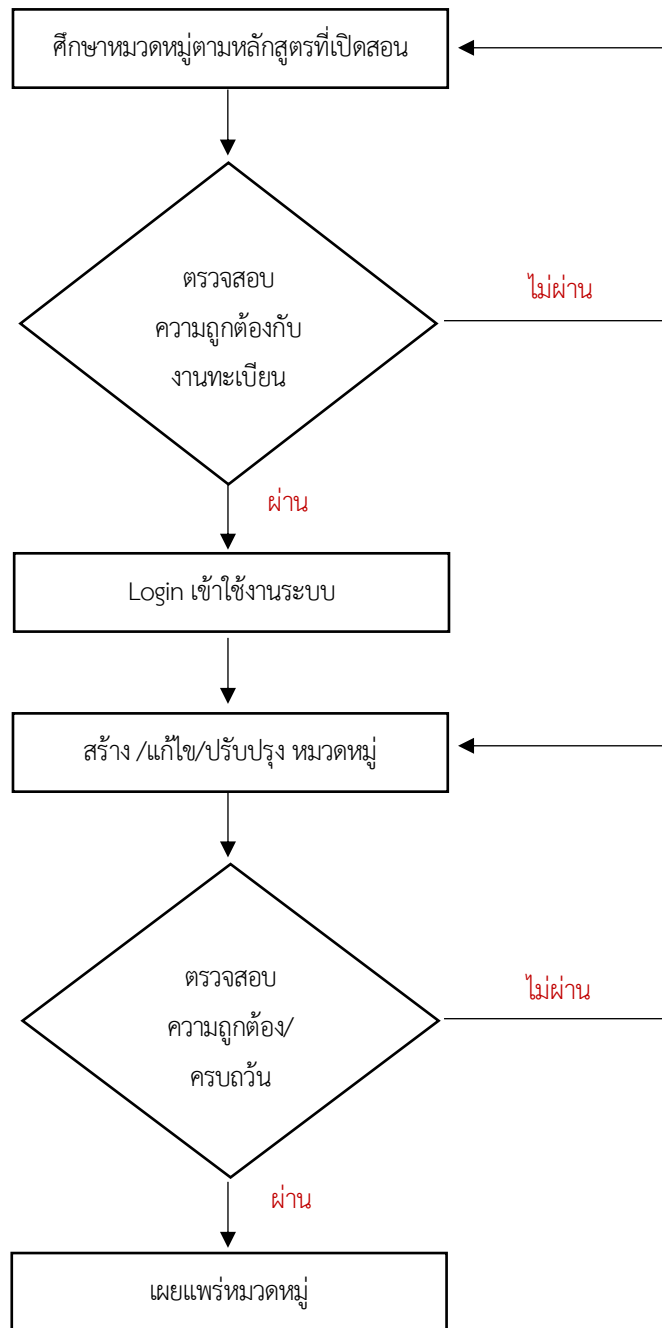 ศึกษาหมวดหมู่ตามหลักสูตรที่เปิดสอน
ตรวจสอบ
ความถูกต้องกับ
งานทะเบียน
ไม่ผ่าน
ผ่าน
Login เข้าใช้งานระบบ
สร้าง /แก้ไข/ปรับปรุง หมวดหมู่
ตรวจสอบ
ความถูกต้อง/
ครบถว้น
ไม่ผ่าน
ผ่าน
เผยแพร่หมวดหมู่